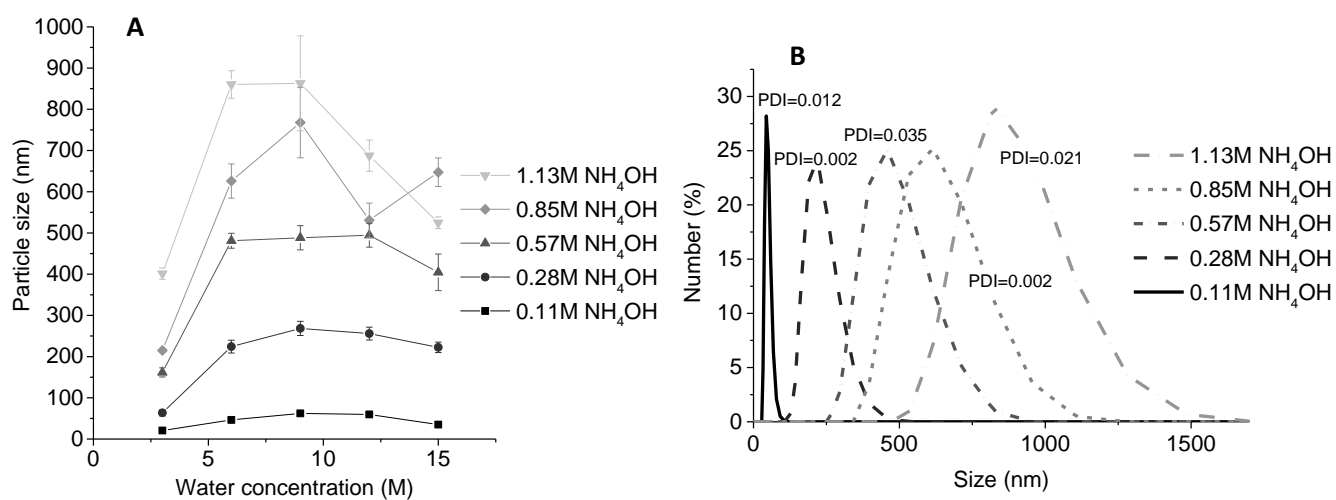 A
1000
900
800
700
600
500
400
300
200
100
0
Particle size (nm)
0 5 10 15
Water concentration (M)
1.13M NH₄OH
0.85M NH₄OH
0.57M NH₄OH
0.28M NH₄OH
0.11M NH₄OH
B
30
25
20
15
10
5
0
Number (%)
PDI=0.012
PDI=0.035
PDI=0.002
PDI=0.021
PDI=0.002
0 500 1000 1500
Size (nm)
1.13M NH₄OH
0.85M NH₄OH
0.57M NH₄OH
0.28M NH₄OH
0.11M NH₄OH